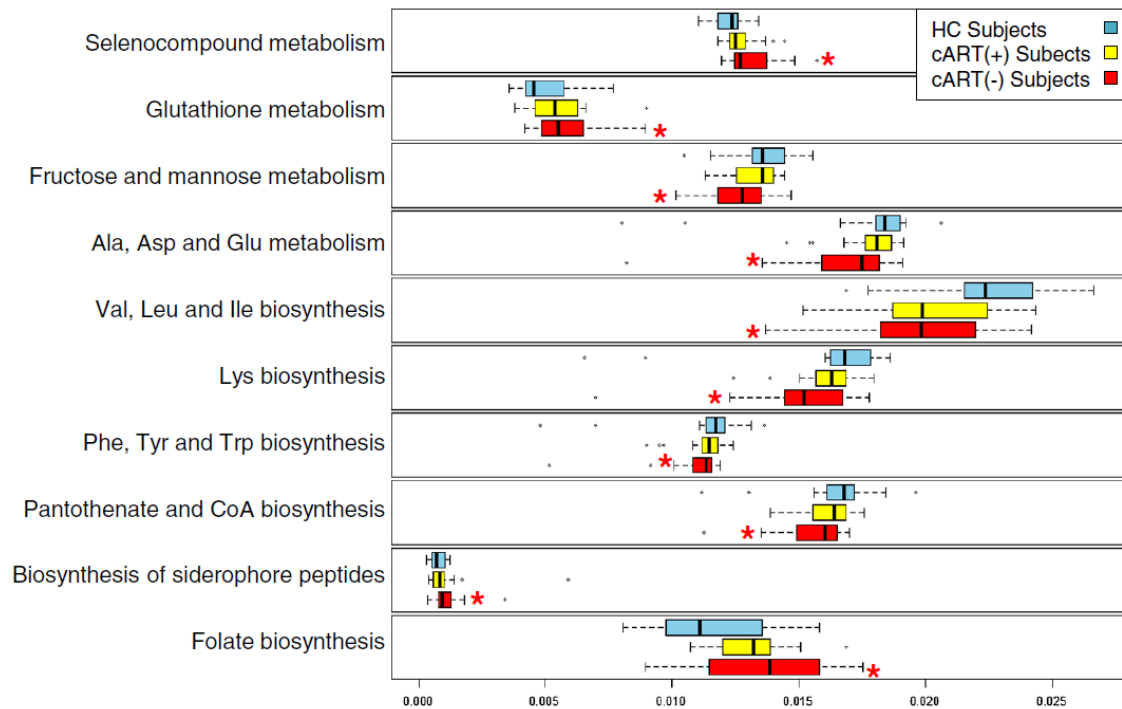 HC Subjects
cART(+) Subects
cART(-) Subjects
Selenocompound metabolism
*
Glutathione metabolism
*
Fructose and mannose metabolism
*
Ala, Asp and Glu metabolism
*
Val, Leu and Ile biosynthesis
*
Lys biosynthesis
*
Phe, Tyr and Trp biosynthesis
*
Pantothenate and CoA biosynthesis
*
Biosynthesis of siderophore peptides
*
Folate biosynthesis
*
0.000 0.005 0.010 0.015 0.020 0.025